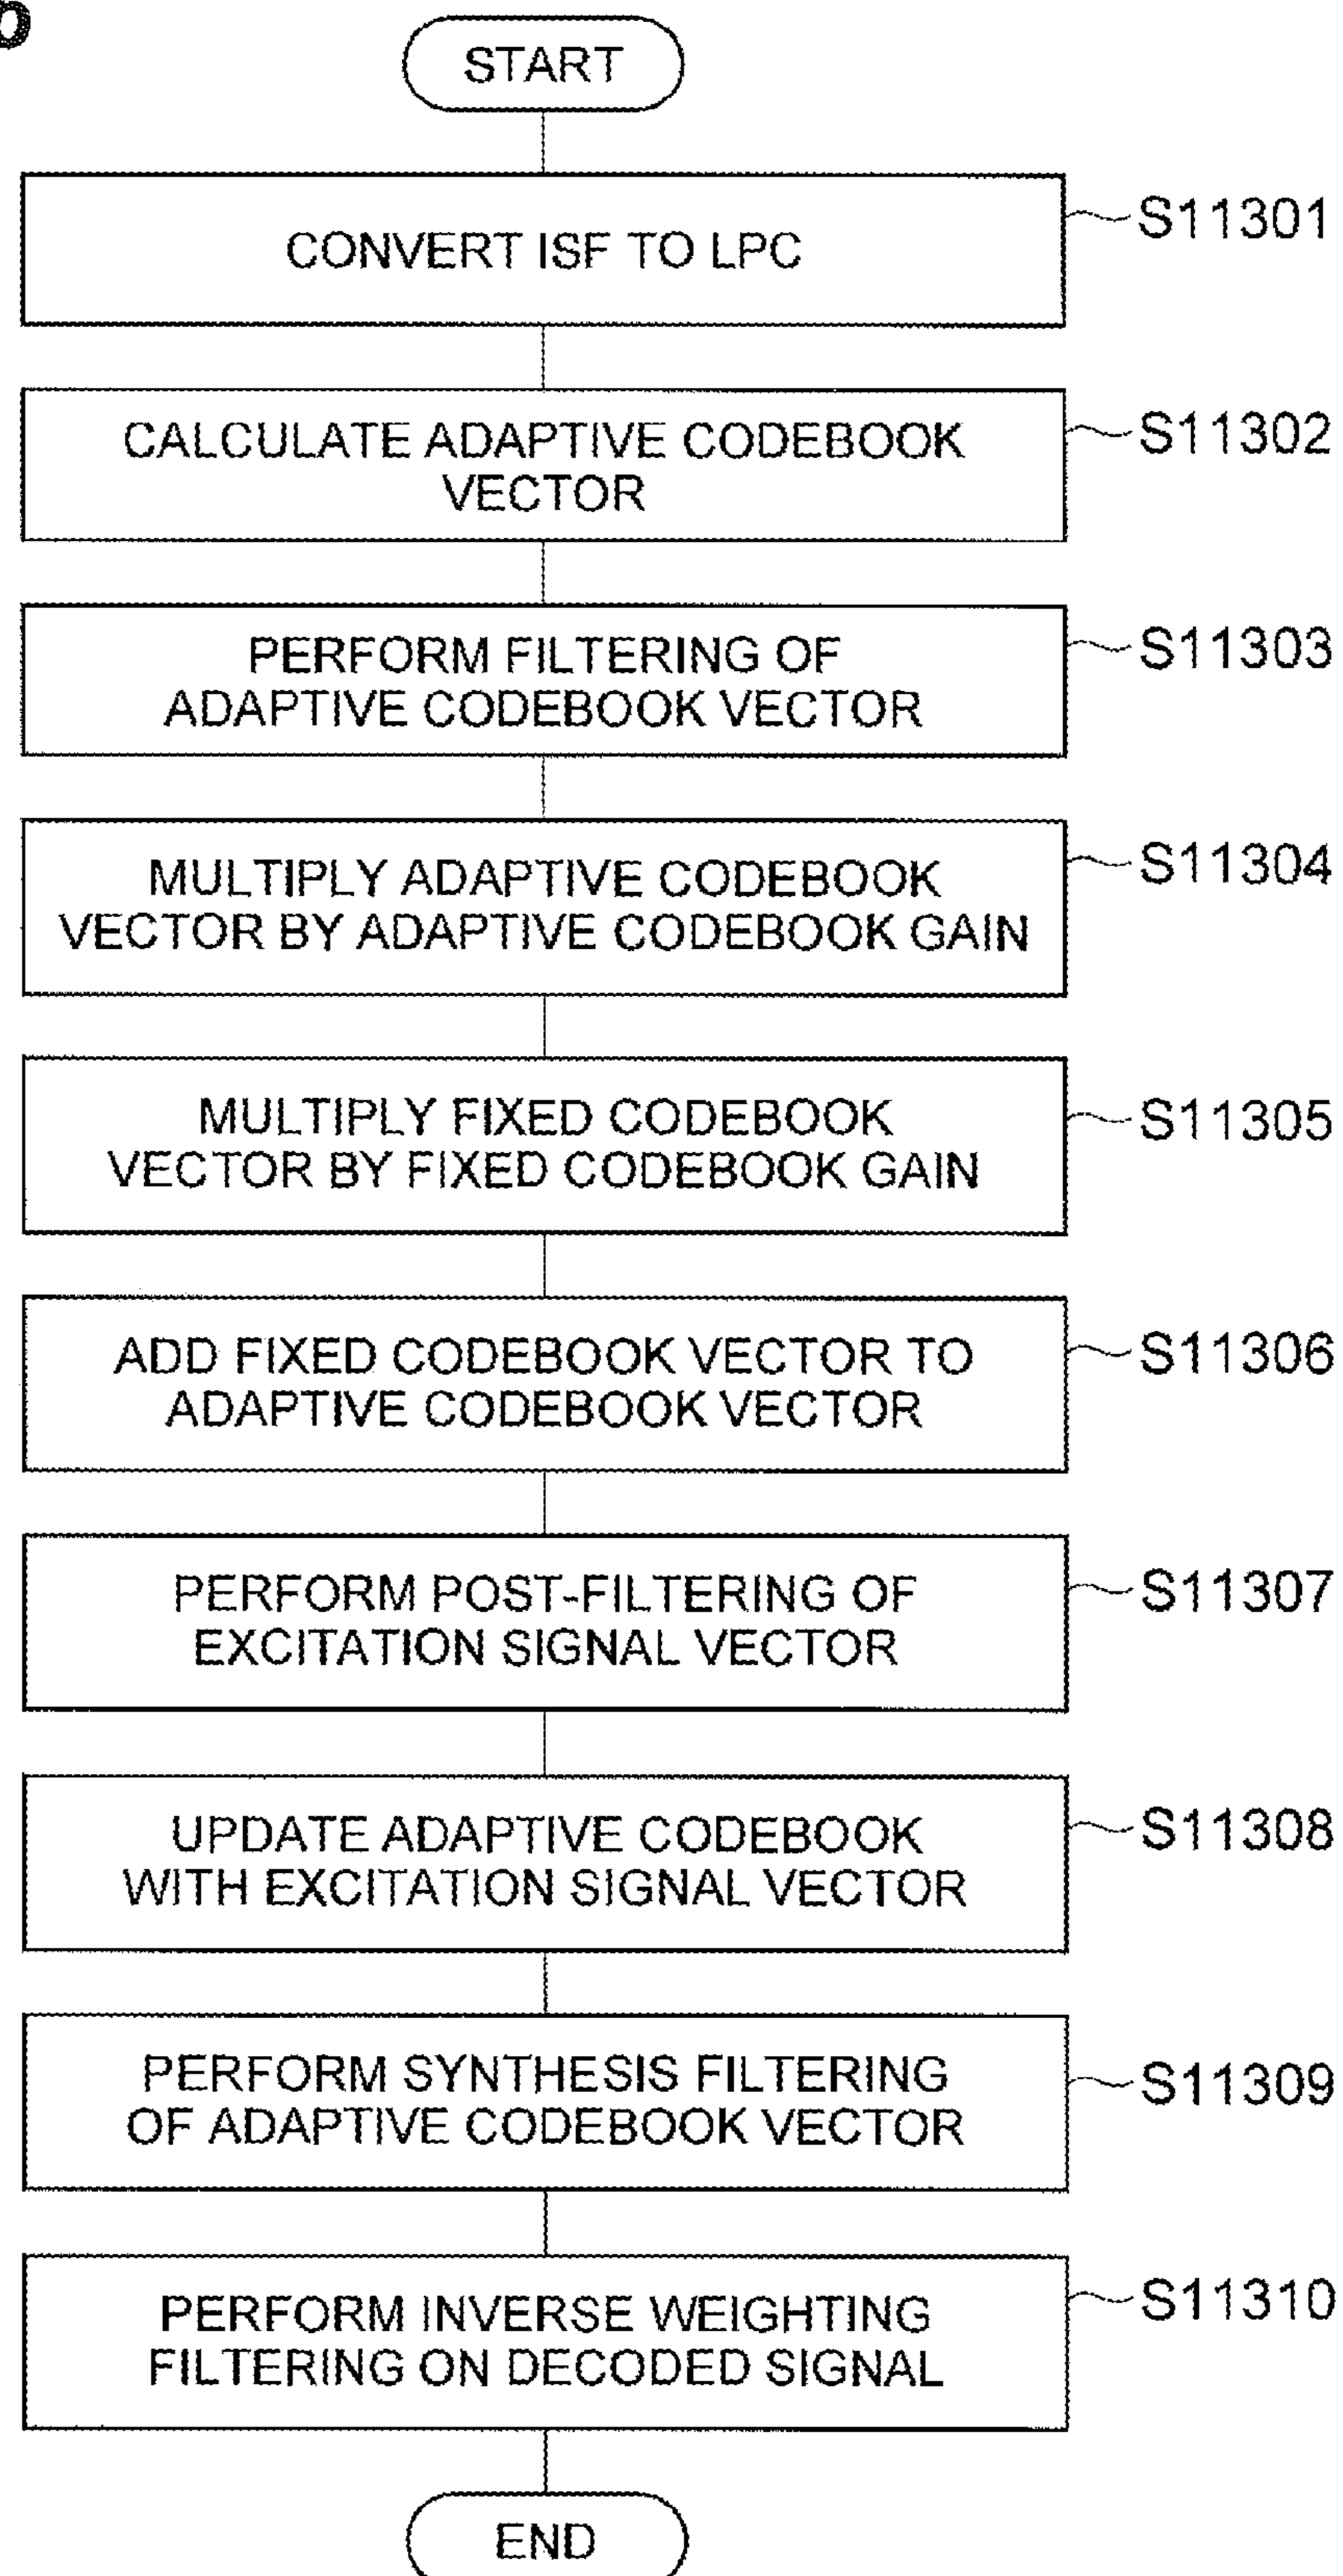 START
CONVERT ISF TO LPC
S11301
CALCULATE ADAPTIVE CODEBOOK
VECTOR
S11302
PERFORM FILTERING OF
ADAPTIVE CODEBOOK VECTOR
S11303
MULTIPLY ADAPTIVE CODEBOOK
VECTOR BY ADAPTIVE CODEBOOK GAIN
S11304
MULTIPLY FIXED CODEBOOK
VECTOR BY FIXED CODEBOOK GAIN
S11305
ADD FIXED CODEBOOK VECTOR TO
ADAPTIVE CODEBOOK VECTOR
S11306
PERFORM POST-FILTERING OF
EXCITATION SIGNAL VECTOR
S11307
UPDATE ADAPTIVE CODEBOOK
WITH EXCITATION SIGNAL VECTOR
S11308
PERFORM SYNTHESIS FILTERING
OF ADAPTIVE CODEBOOK VECTOR
S11309
PERFORM INVERSE WEIGHTING
FILTERING ON DECODED SIGNAL
S11310
END